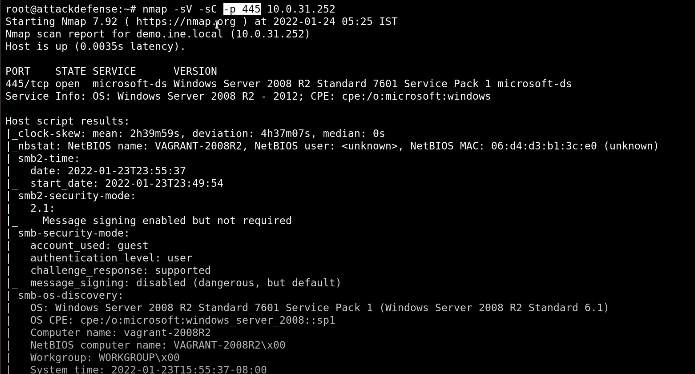 root@attackdefense:~# nmap -sV -sC -p 445 10.0.31.252
Starting Nmap 7.92 ( https://nmap.org ) at 2022-01-24 05:25 IST
Nmap scan report for demo.ine.local (10.0.31.252)
Host is up (0.0035s latency).
PORT    STATE SERVICE      VERSION
445/tcp open  microsoft-ds Windows Server 2008 R2 Standard 7601 Service Pack 1 microsoft-ds
Service Info: OS: Windows Server 2008 R2 - 2012; CPE: cpe:/o:microsoft:windows
Host script results:
|_clock-skew: mean: 2h39m59s, deviation: 4h37m07s, median: 0s
|_nbstat: NetBIOS name: VAGRANT-2008R2, NetBIOS user: <unknown>, NetBIOS MAC: 06:d4:d3:b1:3c:e0 (unknown)
| smb2-time:
|   date: 2022-01-23T23:55:37
|_  start_date: 2022-01-23T23:49:54
| smb2-security-mode:
|   2.1:
|_    Message signing enabled but not required
| smb-security-mode:
|   account_used: guest
|   authentication_level: user
|   challenge_response: supported
|_  message_signing: disabled (dangerous, but default)
| smb-os-discovery:
|   OS: Windows Server 2008 R2 Standard 7601 Service Pack 1 (Windows Server 2008 R2 Standard 6.1)
|   OS CPE: cpe:/o:microsoft:windows_server_2008::sp1
|   Computer name: vagrant-2008R2
|   NetBIOS computer name: VAGRANT-2008R2\x00
|   Workgroup: WORKGROUP\x00
|_  System time: 2022-01-23T15:55:37-08:00